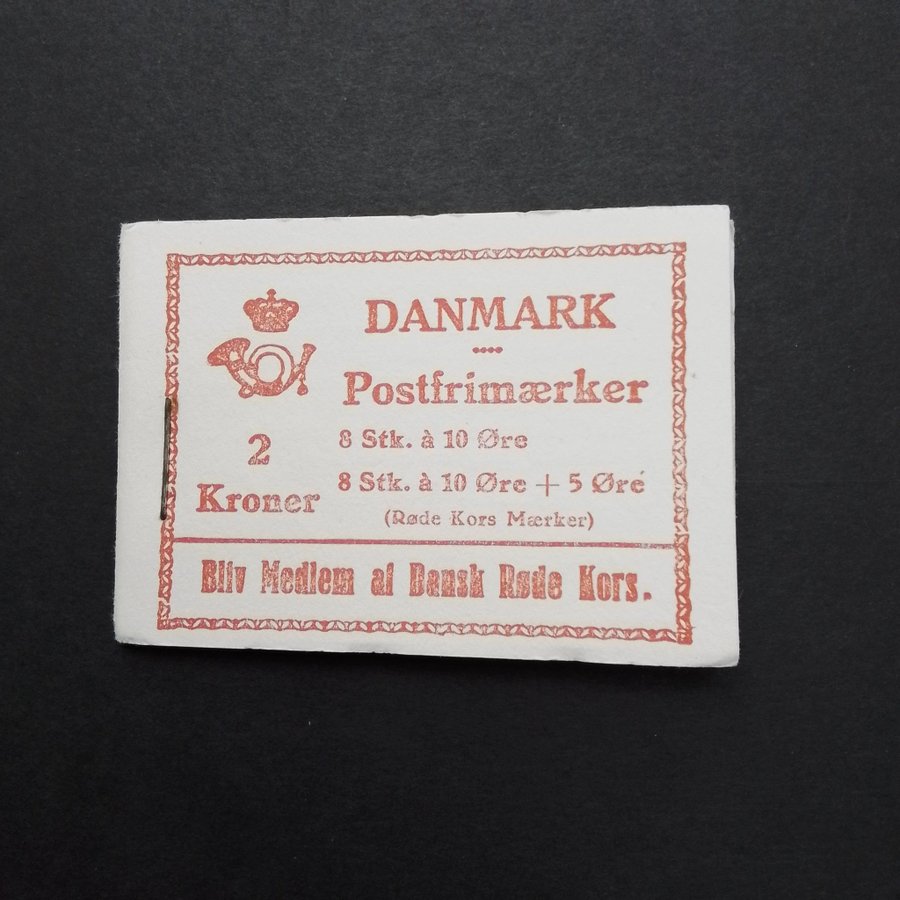 DANMARK
Postfrimærker
8 Stk. à 10 Øre
8 Stk. à 10 Øre + 5 Øre
(Røde Kors Mærker)
2
Kroner
Bliv Medlem af Dansk Røde Kors.